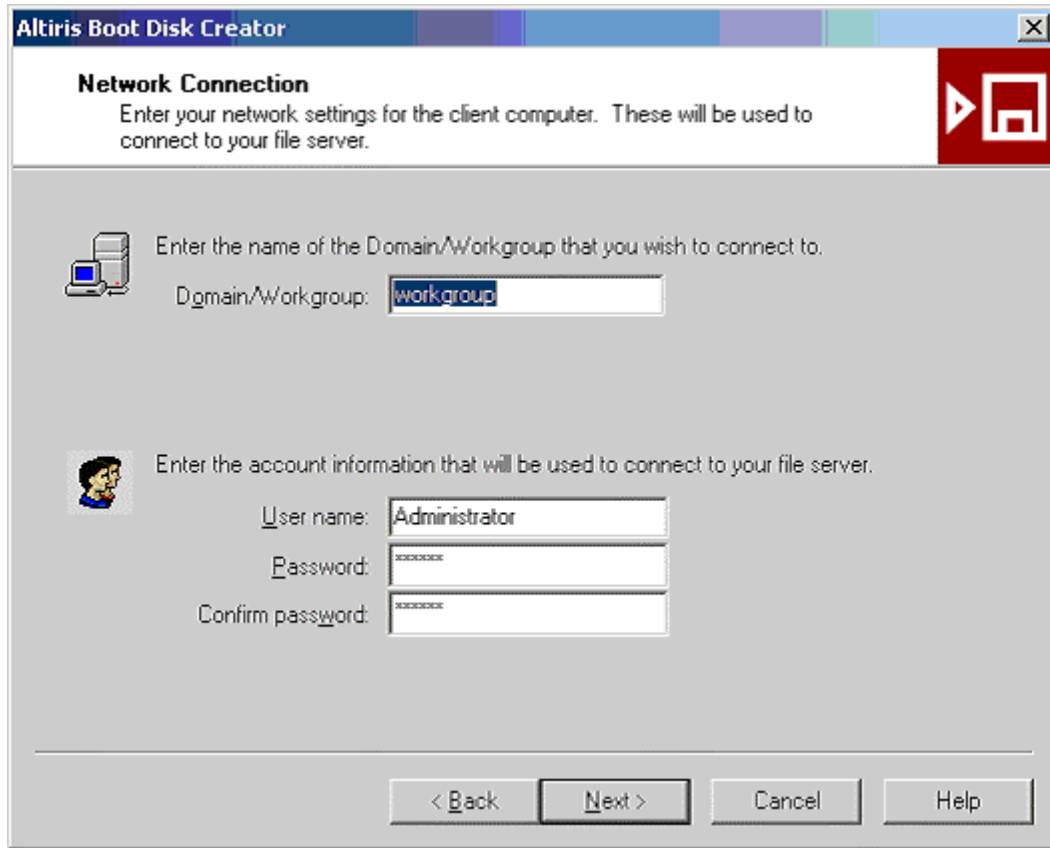 Altiris Boot Disk Creator
Network Connection
Enter your network settings for the client computer. These will be used to
connect to your file server.
Enter the name of the Domain/Workgroup that you wish to connect to.
Domain/Workgroup: workgroup
Enter the account information that will be used to connect to your file server.
User name: Administrator
Password: xxxxxx
Confirm password: xxxxxx
< Back Next > Cancel Help